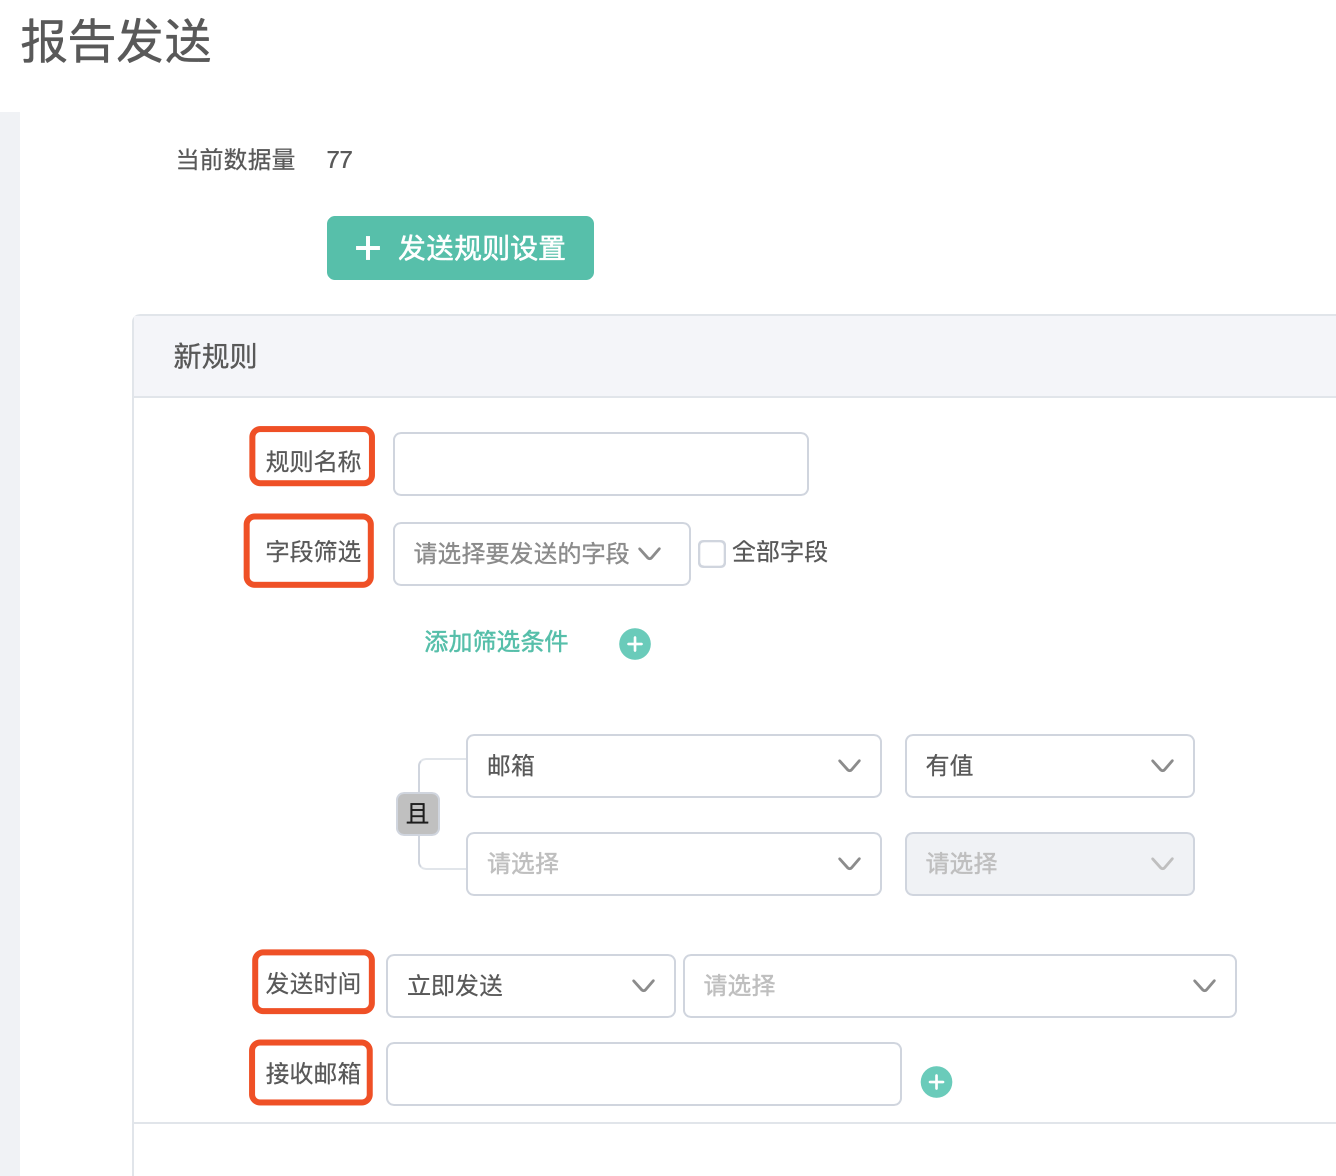 报告发送
当前数据量 77
发送规则设置
新规则
规则名称
字段筛选 请选择要发送的字段 全部字段
添加筛选条件
邮箱 有值
且
请选择 请选择
发送时间 立即发送 请选择
接收邮箱